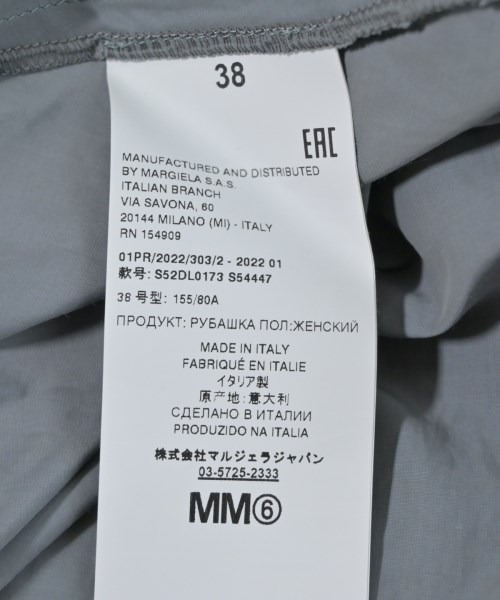 38
EAC
MANUFACTURED AND DISTRIBUTED
BY MARGIELA S.A.S.
ITALIAN BRANCH
VIA SAVONA, 60
20144 MILANO (MI) - ITALY
RN 154909
01PR/2022/303/2 - 2022 01
款号: S52DL0173 S54447
38 号型: 155/80A
ПРОДУКТ: РУБАШКА ПОЛ:ЖЕНСКИЙ
MADE IN ITALY
FABRIQUÉ EN ITALIE
イタリア製
原产地:意大利
СДЕЛАНО В ИТАЛИИ
PRODUZIDO NA ITALIA
株式会社マルジェラジャパン
03-5725-2333
MM⑥